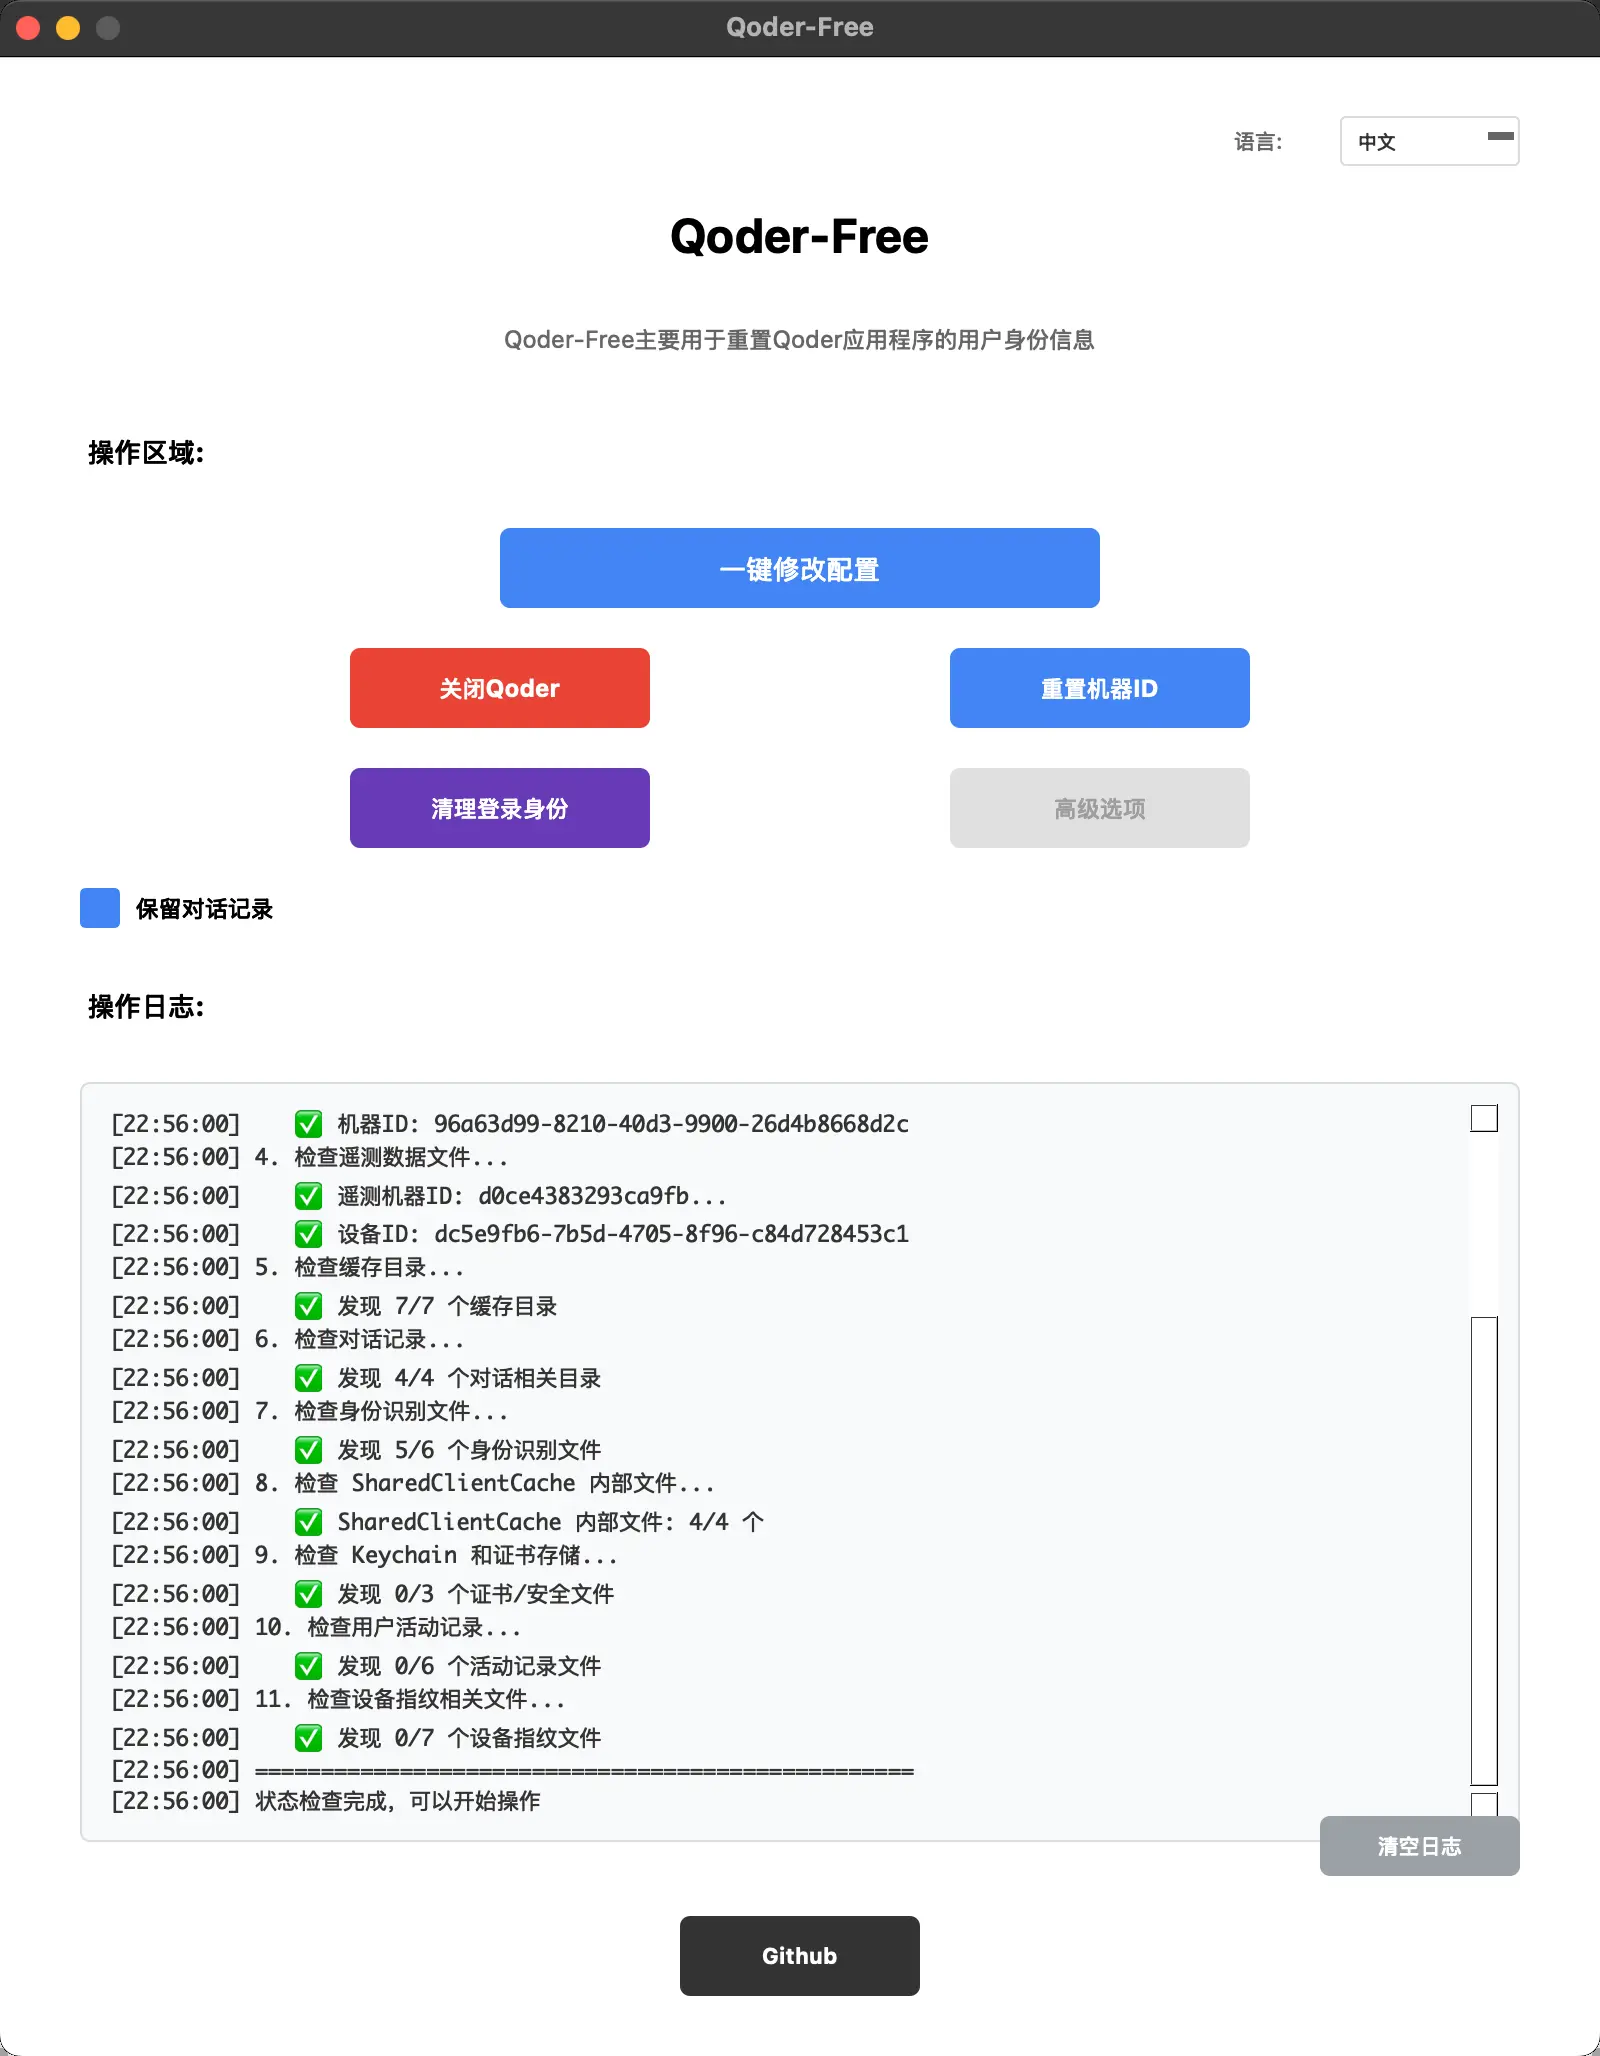 Qoder-Free
语言:
中文
Qoder-Free
Qoder-Free主要用于重置Qoder应用程序的用户身份信息
操作区域:
一键修改配置
关闭Qoder
重置机器ID
清理登录身份
高级选项
保留对话记录
操作日志:
[22:56:00]    ✅ 机器ID: 96a63d99-8210-40d3-9900-26d4b8668d2c
[22:56:00] 4. 检查遥测数据文件...
[22:56:00]    ✅ 遥测机器ID: d0ce4383293ca9fb...
[22:56:00]    ✅ 设备ID: dc5e9fb6-7b5d-4705-8f96-c84d728453c1
[22:56:00] 5. 检查缓存目录...
[22:56:00]    ✅ 发现 7/7 个缓存目录
[22:56:00] 6. 检查对话记录...
[22:56:00]    ✅ 发现 4/4 个对话相关目录
[22:56:00] 7. 检查身份识别文件...
[22:56:00]    ✅ 发现 5/6 个身份识别文件
[22:56:00] 8. 检查 SharedClientCache 内部文件...
[22:56:00]    ✅ SharedClientCache 内部文件: 4/4 个
[22:56:00] 9. 检查 Keychain 和证书存储...
[22:56:00]    ✅ 发现 0/3 个证书/安全文件
[22:56:00] 10. 检查用户活动记录...
[22:56:00]    ✅ 发现 0/6 个活动记录文件
[22:56:00] 11. 检查设备指纹相关文件...
[22:56:00]    ✅ 发现 0/7 个设备指纹文件
[22:56:00] ==================================================
[22:56:00] 状态检查完成，可以开始操作
清空日志
Github